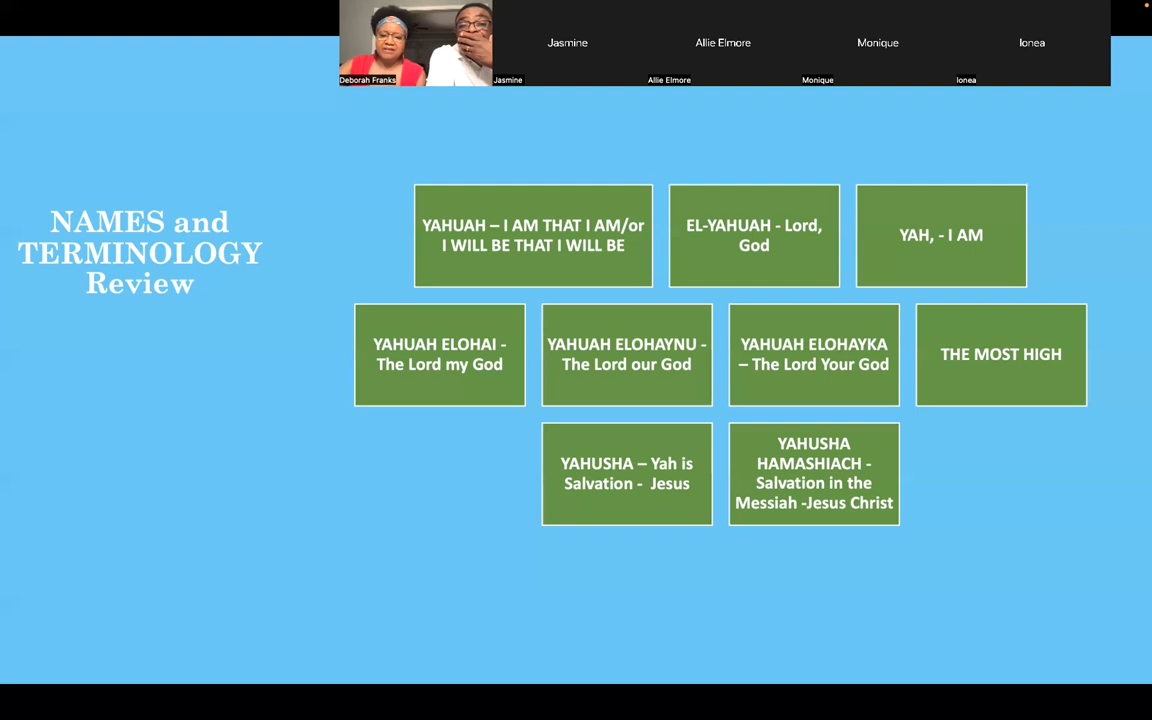 Jasmine
Allie Elmore
Monique
Ionea
Deborah Franks
Jasmine
Allie Elmore
Monique
Ionea
NAMES and
TERMINOLOGY
Review
YAHUAH – I AM THAT I AM/or
I WILL BE THAT I WILL BE
EL-YAHUAH - Lord,
God
YAH, - I AM
YAHUAH ELOHAI -
The Lord my God
YAHUAH ELOHAYNU -
The Lord our God
YAHUAH ELOHAYKA
– The Lord Your God
THE MOST HIGH
YAHUSHA – Yah is
Salvation - Jesus
YAHUSHA
HAMASHIACH -
Salvation in the
Messiah -Jesus Christ